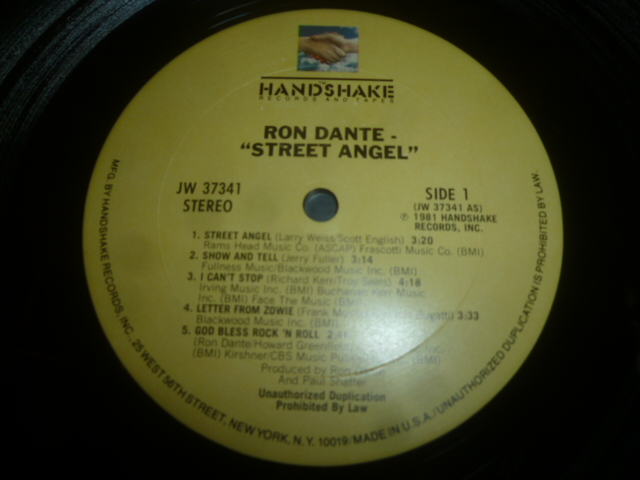 HANDSHAKE
RECORDS AND TAPES
RON DANTE -
"STREET ANGEL"
JW 37341
STEREO
SIDE 1
(JW 37341 AS)
℗ 1981 HANDSHAKE
RECORDS, INC.
1. STREET ANGEL (Larry Weiss/Scott English) 3:20
Rams Head Music Co. (ASCAP) Frascotti Music Co. (BMI)
2. SHOW AND TELL (Jerry Fuller) 3:14
Fullness Music/Blackwood Music Inc. (BMI)
3. I CAN'T STOP (Richard Kerr/Troy Seals) 4:18
Irving Music Inc. (BMI) Buchanan Kerr Music
Inc. (BMI) Face The Music (BMI)
4. LETTER FROM ZOWIE (Frank 3:33
Blackwood Music Inc. (BMI)
5. GOD BLESS ROCK 'N ROLL
(Ron Dante/Howard Greenfield
(BMI) Kirshner/CBS Music
Produced by Ron
And Paul Shaffer
Unauthorized Duplication
Prohibited By Law
MFG. BY HANDSHAKE RECORDS, INC., 25 WEST 56TH STREET, NEW YORK, N.Y. 10019/MADE IN U.S.A./UNAUTHORIZED DUPLICATION IS PROHIBITED BY LAW.